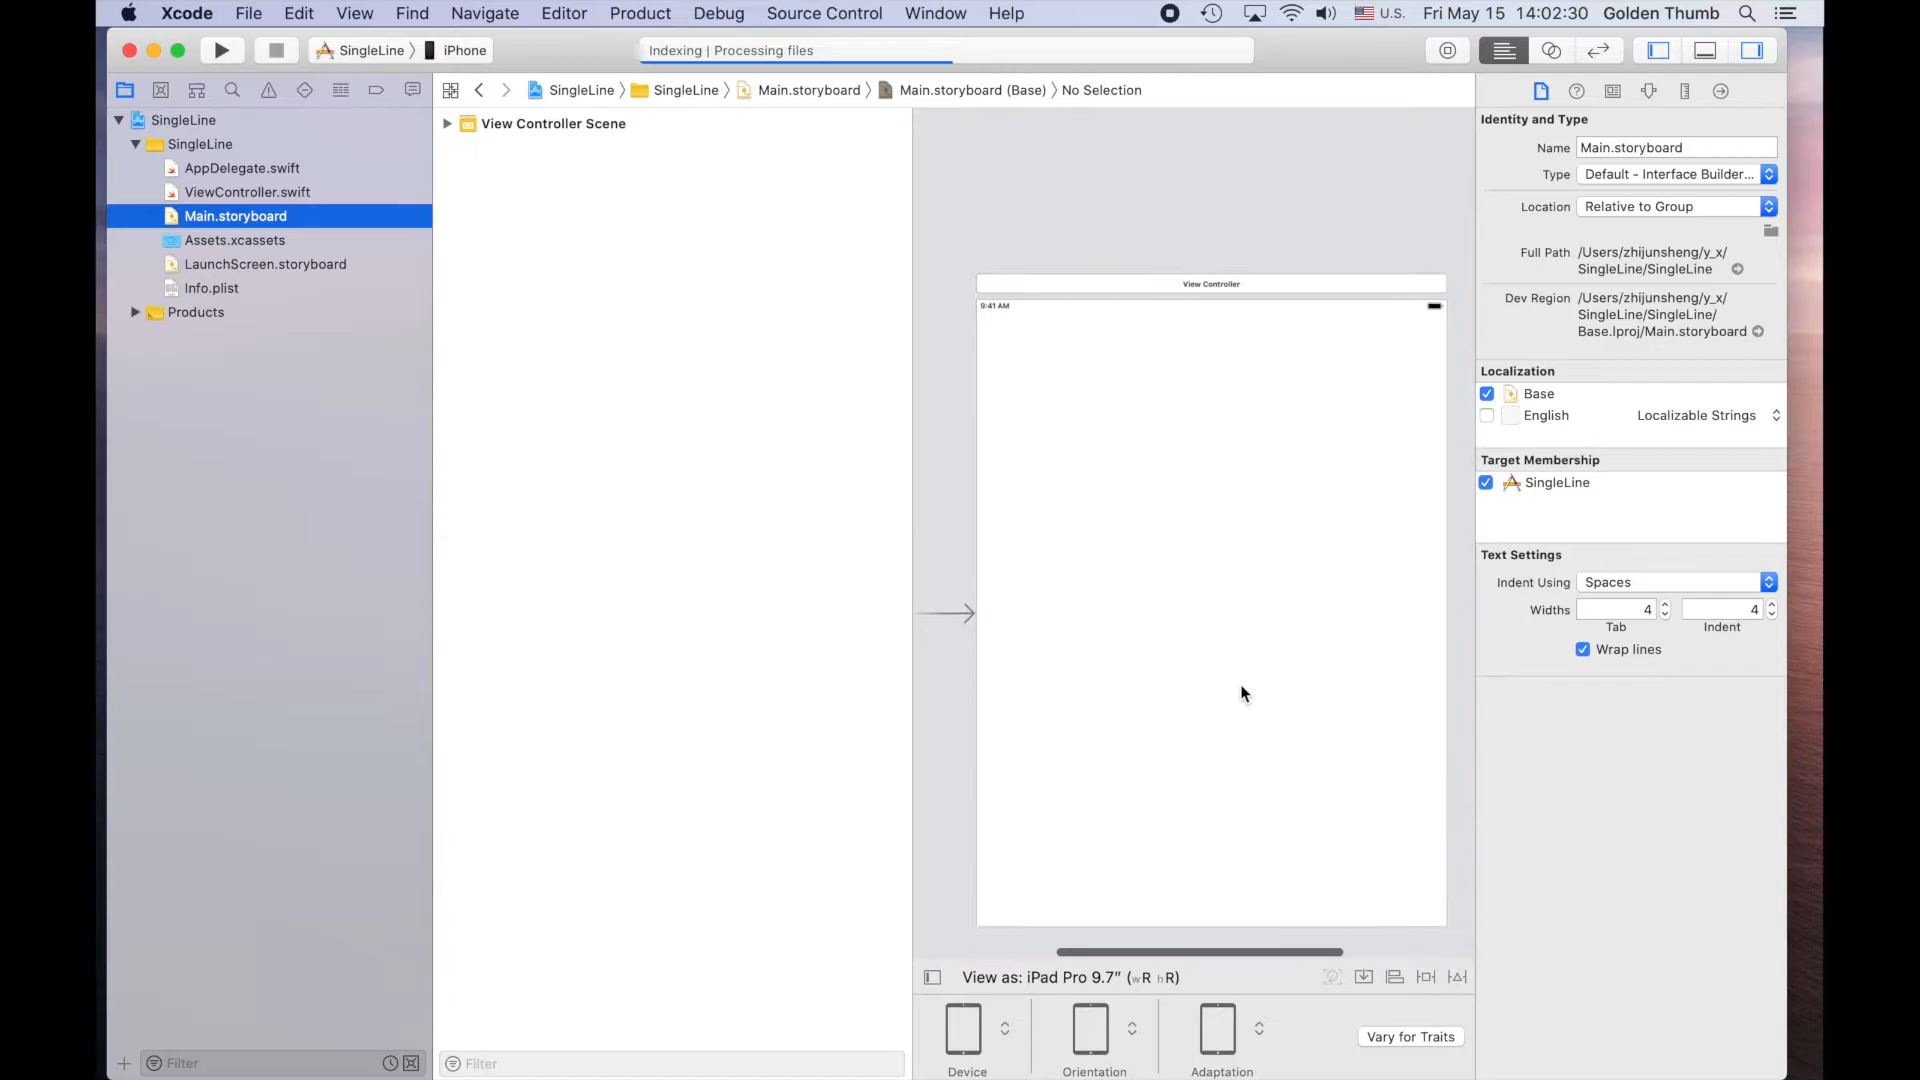 Xcode File Edit View Find Navigate Editor Product Debug Source Control Window Help U.S. Fri May 15 14:02:30 Golden Thumb
SingleLine iPhone
Indexing | Processing files
SingleLine SingleLine Main.storyboard Main.storyboard (Base) No Selection
SingleLine
SingleLine
AppDelegate.swift
ViewController.swift
Main.storyboard
Assets.xcassets
LaunchScreen.storyboard
Info.plist
Products
Filter
View Controller Scene
Filter
View Controller
9:41 AM
View as: iPad Pro 9.7" (wR hR)
Device
Orientation
Adaptation
Vary for Traits
Identity and Type
Name Main.storyboard
Type Default - Interface Builder...
Location Relative to Group
Full Path /Users/zhijunsheng/y_x/
SingleLine/SingleLine
Dev Region /Users/zhijunsheng/y_x/
SingleLine/SingleLine/
Base.lproj/Main.storyboard
Localization
Base
English Localizable Strings
Target Membership
SingleLine
Text Settings
Indent Using Spaces
Widths 4 4
Tab Indent
Wrap lines